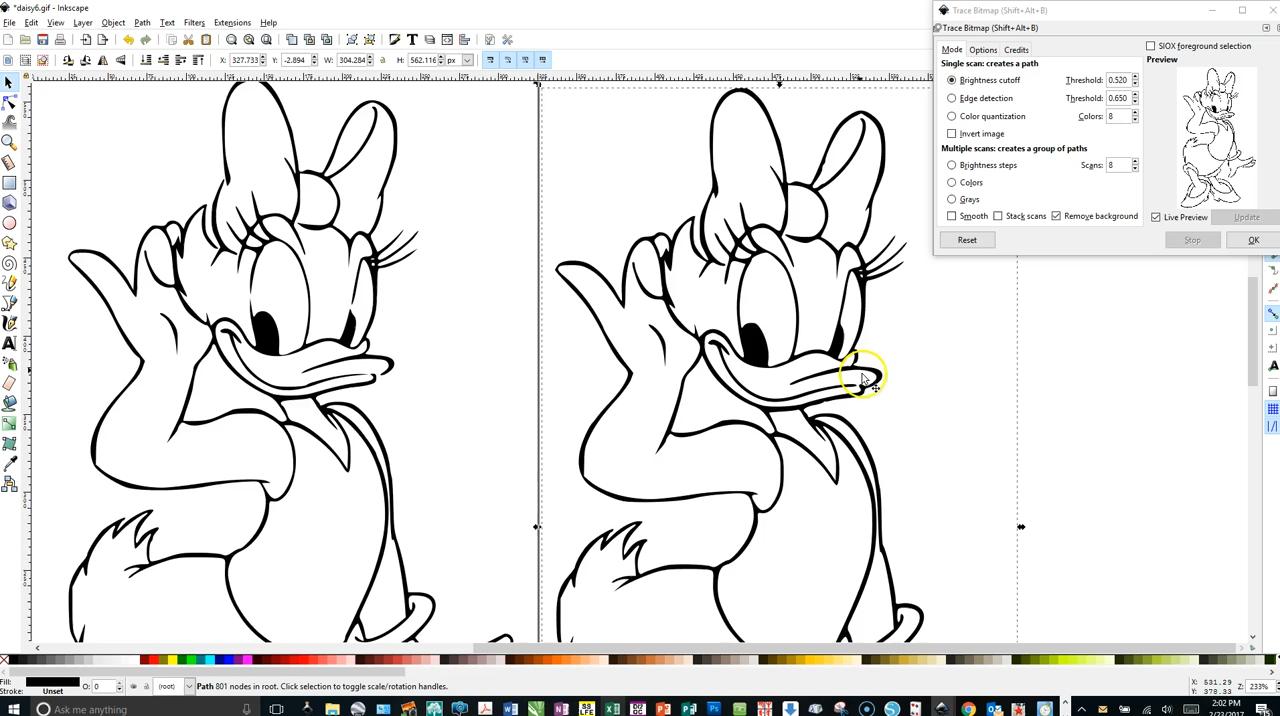 *daisy6.gif - Inkscape
File Edit View Layer Object Path Text Filters Extensions Help
X: 327.733 Y: -2.894 W: 304.284 H: 562.116 px
Trace Bitmap (Shift+Alt+B)
Trace Bitmap (Shift+Alt+B)
Mode Options Credits
SIOX foreground selection
Single scan: creates a path
Preview
Brightness cutoff Threshold: 0.520
Edge detection Threshold: 0.650
Color quantization Colors: 8
Invert image
Multiple scans: creates a group of paths
Brightness steps Scans: 8
Colors
Grays
Smooth Stack scans Remove background
Live Preview Update
Reset Stop OK
Fill:
Stroke: Unset
O: 0
(root)
Path 801 nodes in root. Click selection to toggle scale/rotation handles.
X: 531.29
Y: 378.33
Z: 233%
Ask me anything
2:02 PM